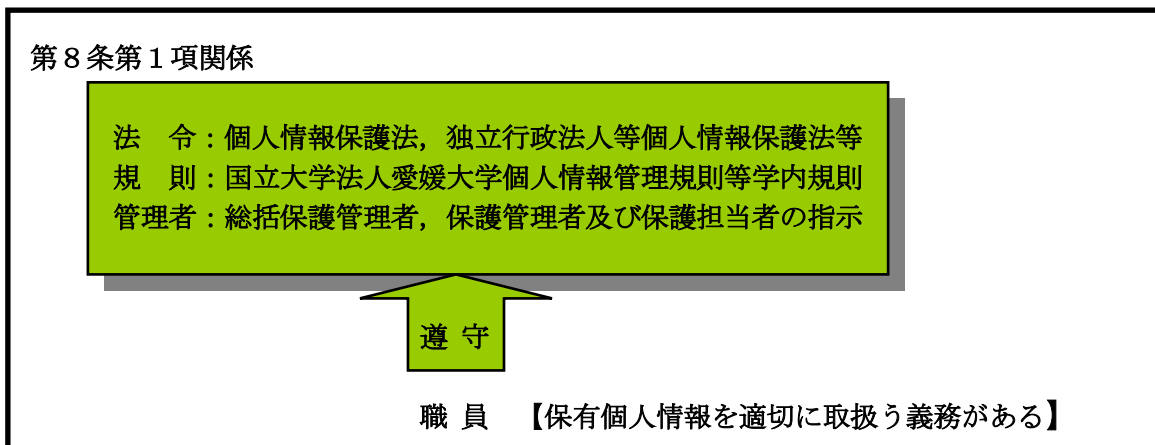 第８条第１項関係
法　令：個人情報保護法，独立行政法人等個人情報保護法等
規　則：国立大学法人愛媛大学個人情報管理規則等学内規則
管理者：総括保護管理者，保護管理者及び保護担当者の指示
遵 守
職 員　【保有個人情報を適切に取扱う義務がある】